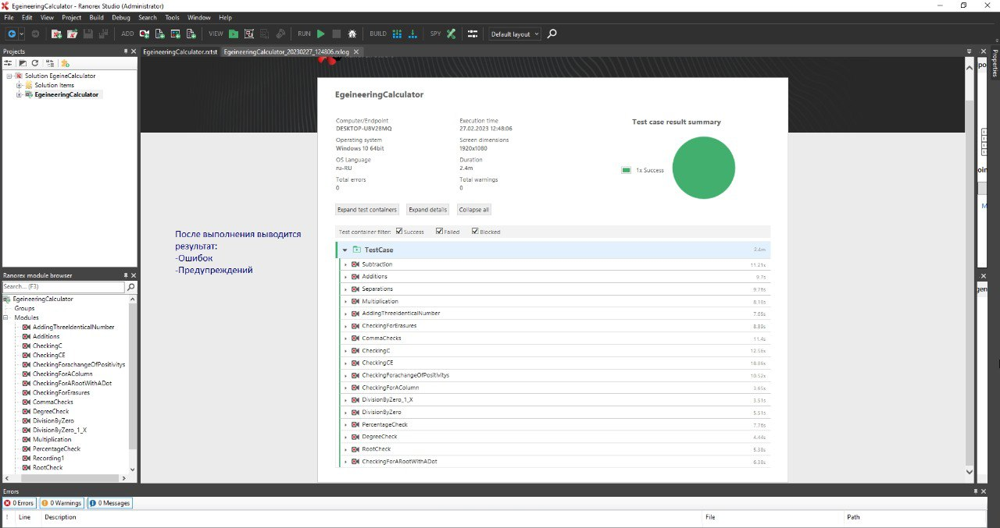 EgeineeringCalculator - Ranorex Studio (Administrator)
File Edit View Project Build Debug Search Tools Window Help
ADD VIEW RUN BUILD SPY Default layout
Projects
EgeineeringCalculator.rxtst EgeineeringCalculator_20230227_124806.rxlog
Properties
Solution EgeineCalculator
Solution Items
EgeineeringCalculator
EgeineeringCalculator
Computer/Endpoint
DESKTOP-U8V28MQ
Operating system
Windows 10 64bit
OS Language
ru-RU
Total errors
0
Execution time
27.02.2023 12:48:06
Screen dimensions
1920x1080
Duration
2.4m
Total warnings
0
Test case result summary
1x Success
Expand test containers Expand details Collapse all
Test container filter: Success Failed Blocked
После выполнения выводится
результат:
-Ошибок
-Предупреждений
TestCase 2.4m
Subtraction 11.21s
Additions 9.7s
Separations 9.76s
Multiplication 8.19s
AddingThreeIdenticalNumber 7.65s
CheckingForErasures 8.89s
CommaChecks 11.4s
CheckingC 12.56s
CheckingCE 18.06s
CheckingForachangeOfPositivitys 10.52s
CheckingForAColumn 3.65s
DivisionByZero_1_X 3.51s
DivisionByZero 5.51s
PercentageCheck 7.76s
DegreeCheck 4.44s
RootCheck 5.38s
CheckingForARootWithADot 6.38s
Ranorex module browser
Search... (F3)
EgeineeringCalculator
Groups
Modules
AddingThreeIdenticalNumber
Additions
CheckingC
CheckingCE
CheckingForachangeOfPositivitys
CheckingForAColumn
CheckingForARootWithADot
CheckingForErasures
CommaChecks
DegreeCheck
DivisionByZero
DivisionByZero_1_X
Multiplication
PercentageCheck
Recording1
RootCheck
Errors
0 Errors 0 Warnings 0 Messages
! Line Description File Path